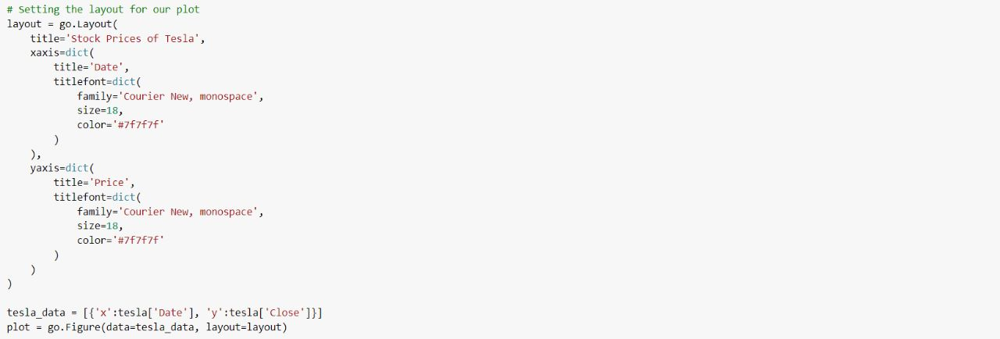 # Setting the layout for our plot
layout = go.Layout(
    title='Stock Prices of Tesla',
    xaxis=dict(
        title='Date',
        titlefont=dict(
            family='Courier New, monospace',
            size=18,
            color='#7f7f7f'
        )
    ),
    yaxis=dict(
        title='Price',
        titlefont=dict(
            family='Courier New, monospace',
            size=18,
            color='#7f7f7f'
        )
    )
)
tesla_data = [{'x':tesla['Date'], 'y':tesla['Close']}]
plot = go.Figure(data=tesla_data, layout=layout)